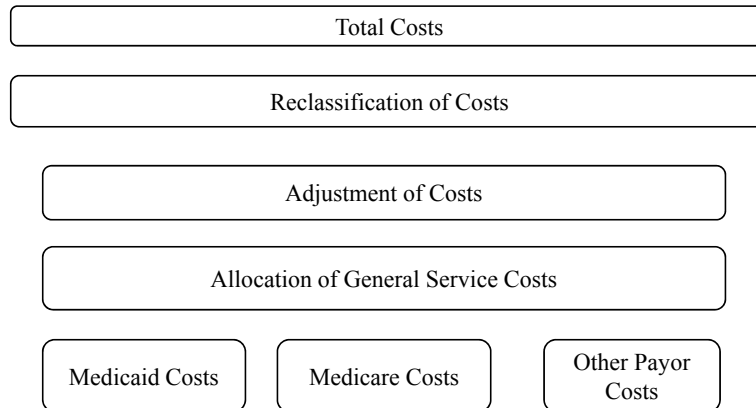 Total Costs
Reclassification of Costs
Adjustment of Costs
Allocation of General Service Costs
Medicaid Costs
Medicare Costs
Other Payor
Costs